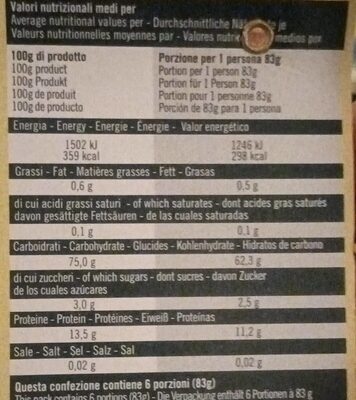 Valori nutrizionali medi per
Average nutritional values per - Durchschnittliche je
Valeurs nutritionnelles moyennes par - Valores medios por
100g di prodotto Porzione per 1 persona 83g
100g product Portion per 1 person 83g
100g Produkt Portion für 1 Person 83g
100g de produit Portion pour 1 personne 83g
100g de producto Porción de 83g para 1 persona
Energia - Energy - Energie - Énergie - Valor energético
1502 kJ 1246 kJ
359 kcal 298 kcal
Grassi - Fat - Matières grasses - Fett - Grasas
0,6 g 0,5 g
di cui acidi grassi saturi - of which saturates - dont acides gras saturés
davon gesättigte Fettsäuren - de las cuales saturadas
0,1 g 0,1 g
Carboidrati - Carbohydrate - Glucides - Kohlenhydrate - Hidratos de carbono
75,0 g 62,3 g
di cui zuccheri - of which sugars - dont sucres - davon Zucker
de los cuales azúcares
3,0 g 2,5 g
Proteine - Protein - Protéines - Eiweiß - Proteínas
13,5 g 11,2 g
Sale - Salt - Sel - Salz - Sal
0,02 g 0,02 g
Questa confezione contiene 6 porzioni (83g)
This pack contains 6 portions (83g) - Die Verpackung enthält 6 Portionen à 83 g